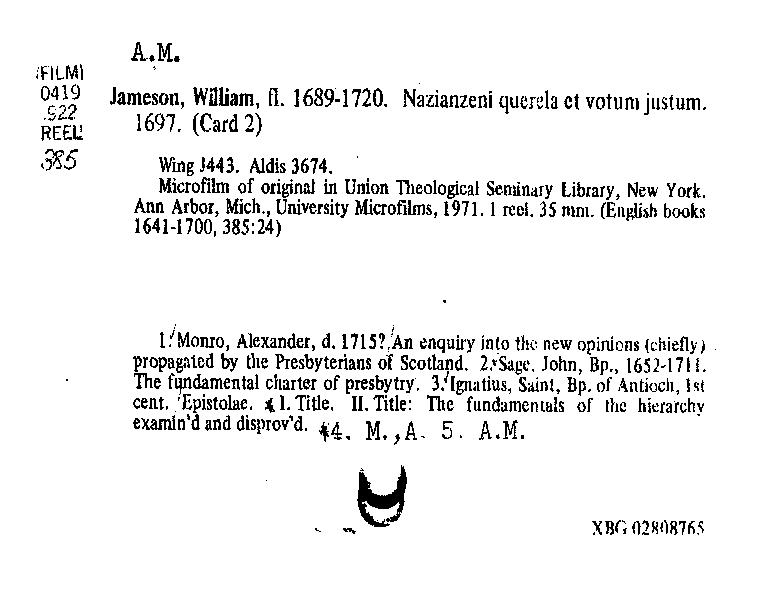 A.M.
(FILM)
0419
.S22
REEL
385
Jameson, William, fl. 1689-1720. Nazianzeni querela et votum justum.
1697. (Card 2)
Wing J443. Aldis 3674.
Microfilm of original in Union Theological Seminary Library, New York.
Ann Arbor, Mich., University Microfilms, 1971. 1 reel. 35 mm. (English books
1641-1700, 385:24)
1. Monro, Alexander, d. 1715? An enquiry into the new opinions (chiefly)
propagated by the Presbyterians of Scotland. 2. Sage, John, Bp., 1652-1711.
The fundamental charter of presbytry. 3. Ignatius, Saint, Bp. of Antioch, 1st
cent. Epistolae. I. Title. II. Title: The fundamentals of the hierarchy
examin'd and disprov'd. *4. M.,A. 5. A.M.
XBG 02808765